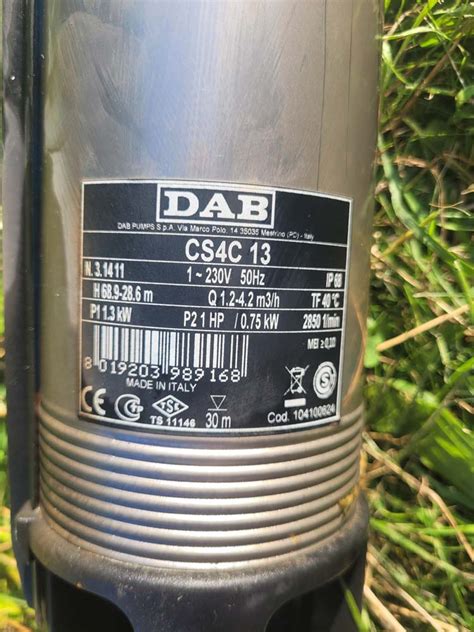 DAB
DAB PUMPS S.p.A. Via Marco Polo, 14 35035 Mestrino (PD) - Italy
CS4C 13
N. 3.1411 1 ~ 230V 50Hz IP 68
H 68.9-28.6 m Q 1.2-4.2 m3/h TF 40 °C
P1 1.3 kW P2 1 HP / 0.75 kW 2850 1/min
MEI ≥ 0,10
8 019203 989168
MADE IN ITALY
CE TSE S
TS 11146 30 m Cod. 104100624